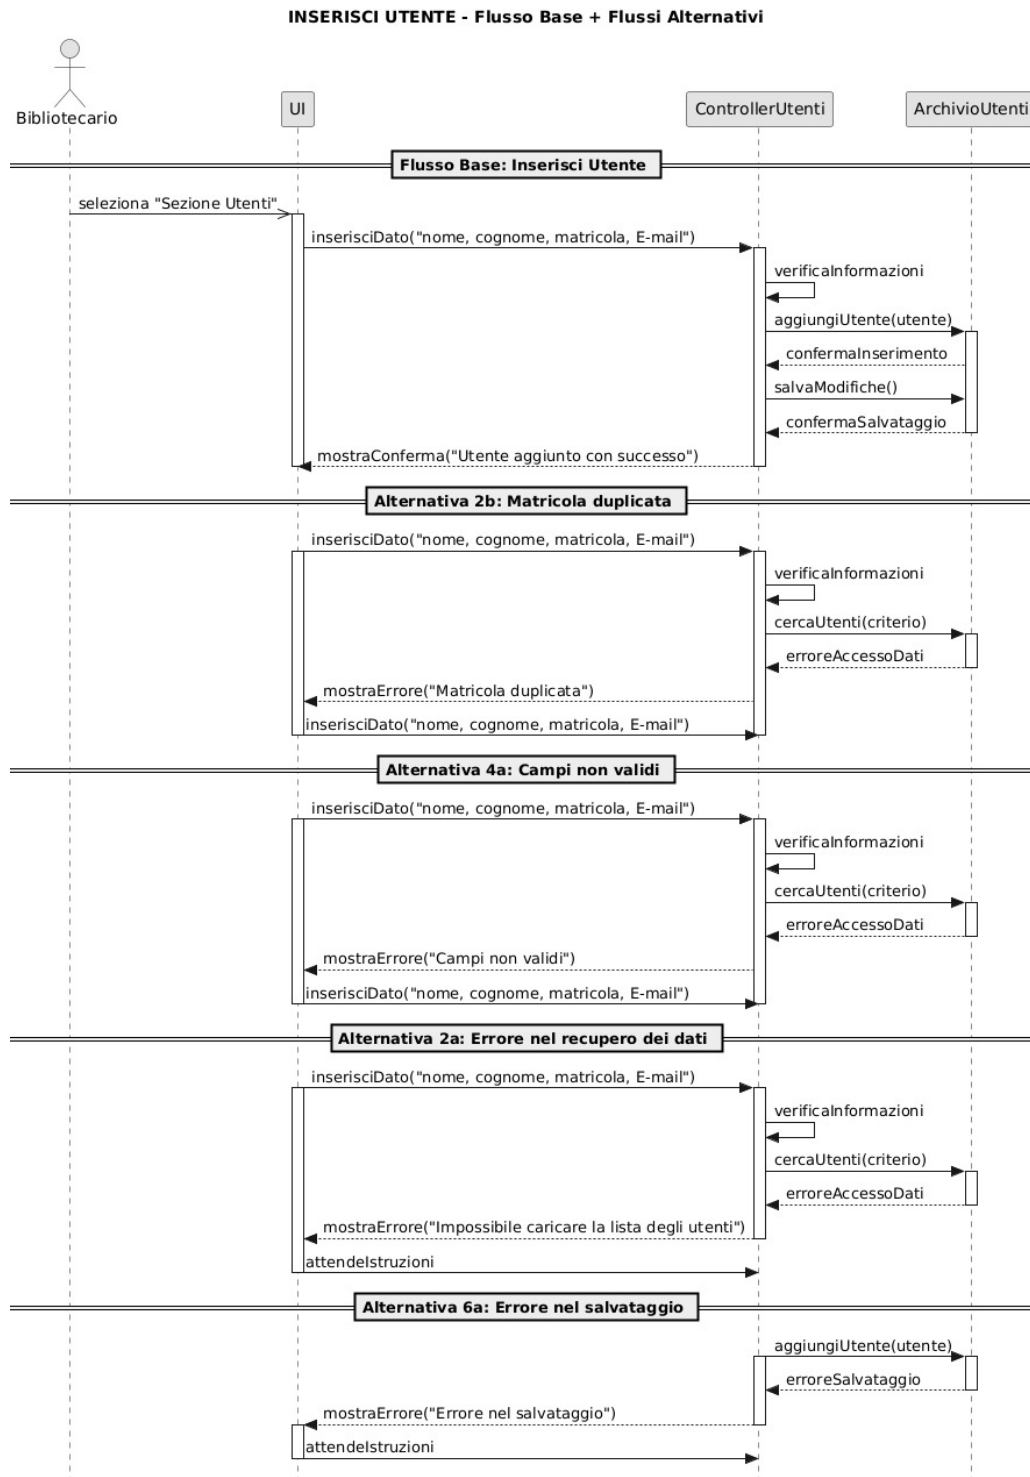 INSERISCI UTENTE - Flusso Base + Flussi Alternativi
Bibliotecario
UI
ControllerUtenti
ArchivioUtenti
Flusso Base: Inserisci Utente
seleziona "Sezione Utenti"
inserisciDato("nome, cognome, matricola, E-mail")
verificaInformazioni
aggiungiUtente(utente)
confermaInserimento
salvaModifiche()
confermaSalvataggio
mostraConferma("Utente aggiunto con successo")
Alternativa 2b: Matricola duplicata
inserisciDato("nome, cognome, matricola, E-mail")
verificaInformazioni
cercaUtenti(criterio)
erroreAccessoDati
mostraErrore("Matricola duplicata")
inserisciDato("nome, cognome, matricola, E-mail")
Alternativa 4a: Campi non validi
inserisciDato("nome, cognome, matricola, E-mail")
verificaInformazioni
cercaUtenti(criterio)
erroreAccessoDati
mostraErrore("Campi non validi")
inserisciDato("nome, cognome, matricola, E-mail")
Alternativa 2a: Errore nel recupero dei dati
inserisciDato("nome, cognome, matricola, E-mail")
verificaInformazioni
cercaUtenti(criterio)
erroreAccessoDati
mostraErrore("Impossibile caricare la lista degli utenti")
attendeIstruzioni
Alternativa 6a: Errore nel salvataggio
aggiungiUtente(utente)
erroreSalvataggio
mostraErrore("Errore nel salvataggio")
attendeIstruzioni